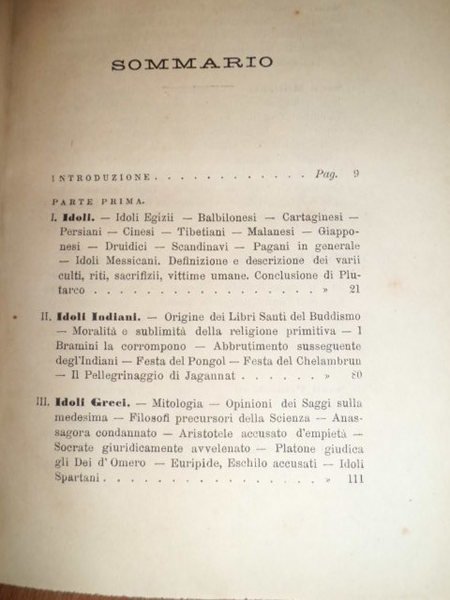 SOMMARIO
INTRODUZIONE . . . . . . . . . . . . Pag. 9
PARTE PRIMA.
I. Idoli. — Idoli Egizii — Balbilonesi — Cartaginesi —
Persiani — Cinesi — Tibetiani — Malanesi — Giappo-
nesi — Druidici — Scandinavi — Pagani in generale
— Idoli Messicani. Definizione e descrizione dei varii
culti, riti, sacrifizii, vittime umane. Conclusione di Plu-
tarco . . . . . . . . . . . . . . . » 21
II. Idoli Indiani. — Origine dei Libri Santi del Buddismo
— Moralità e sublimità della religione primitiva — I
Bramini la corrompono — Abbrutimento susseguente
degl'Indiani — Festa del Pongol — Festa del Chelambrun
— Il Pellegrinaggio di Jagannat . . . . . » 80
III. Idoli Greci. — Mitologia — Opinioni dei Saggi sulla
medesima — Filosofi precursori della Scienza — Anas-
sagora condannato — Aristotele accusato d'empietà —
Socrate giuridicamente avvelenato — Platone giudica
gli Dei d'Omero — Euripide, Eschilo accusati — Idoli
Spartani . . . . . . . . . . . . . . » 111